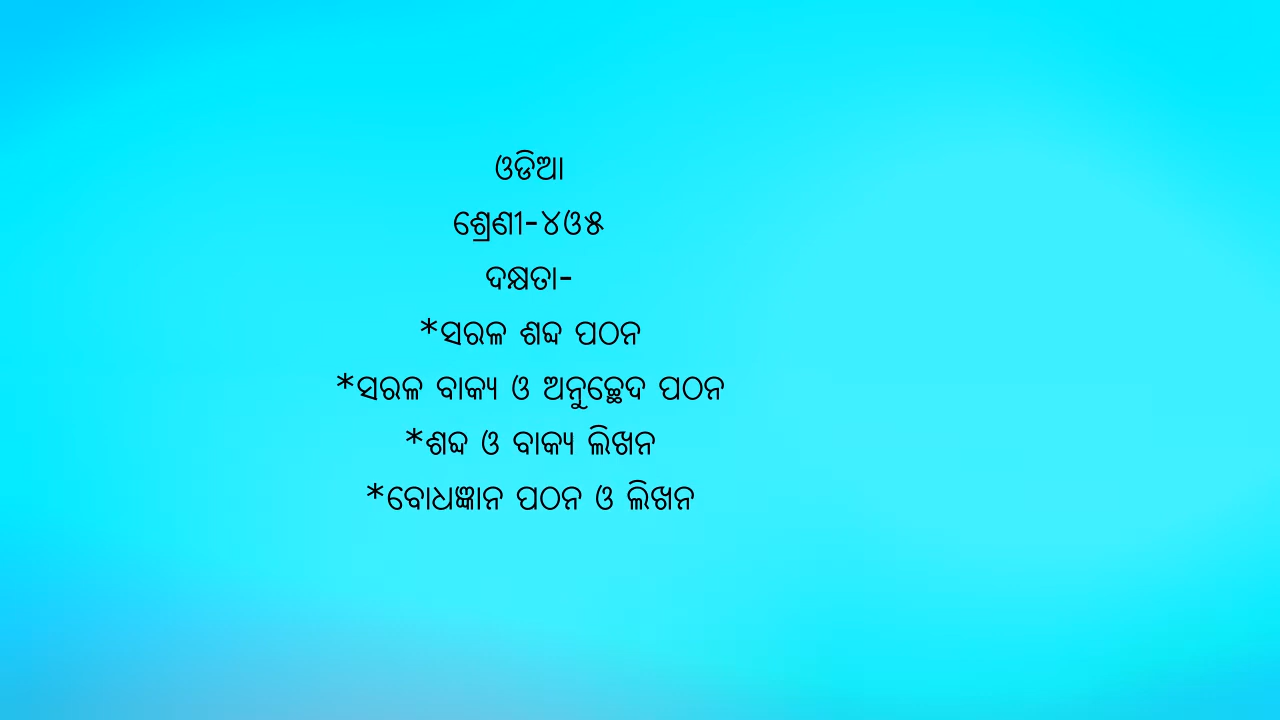 ଓଡିଆ
ଶ୍ରେଣୀ-୪ଓ୫
ଦକ୍ଷତା-
*ସରଳ ଶବ୍ଦ ପଠନ
*ସରଳ ବାକ୍ୟ ଓ ଅନୁଚ୍ଛେଦ ପଠନ
*ଶବ୍ଦ ଓ ବାକ୍ୟ ଲିଖନ
*ବୋଧଜ୍ଞାନ ପଠନ ଓ ଲିଖନ